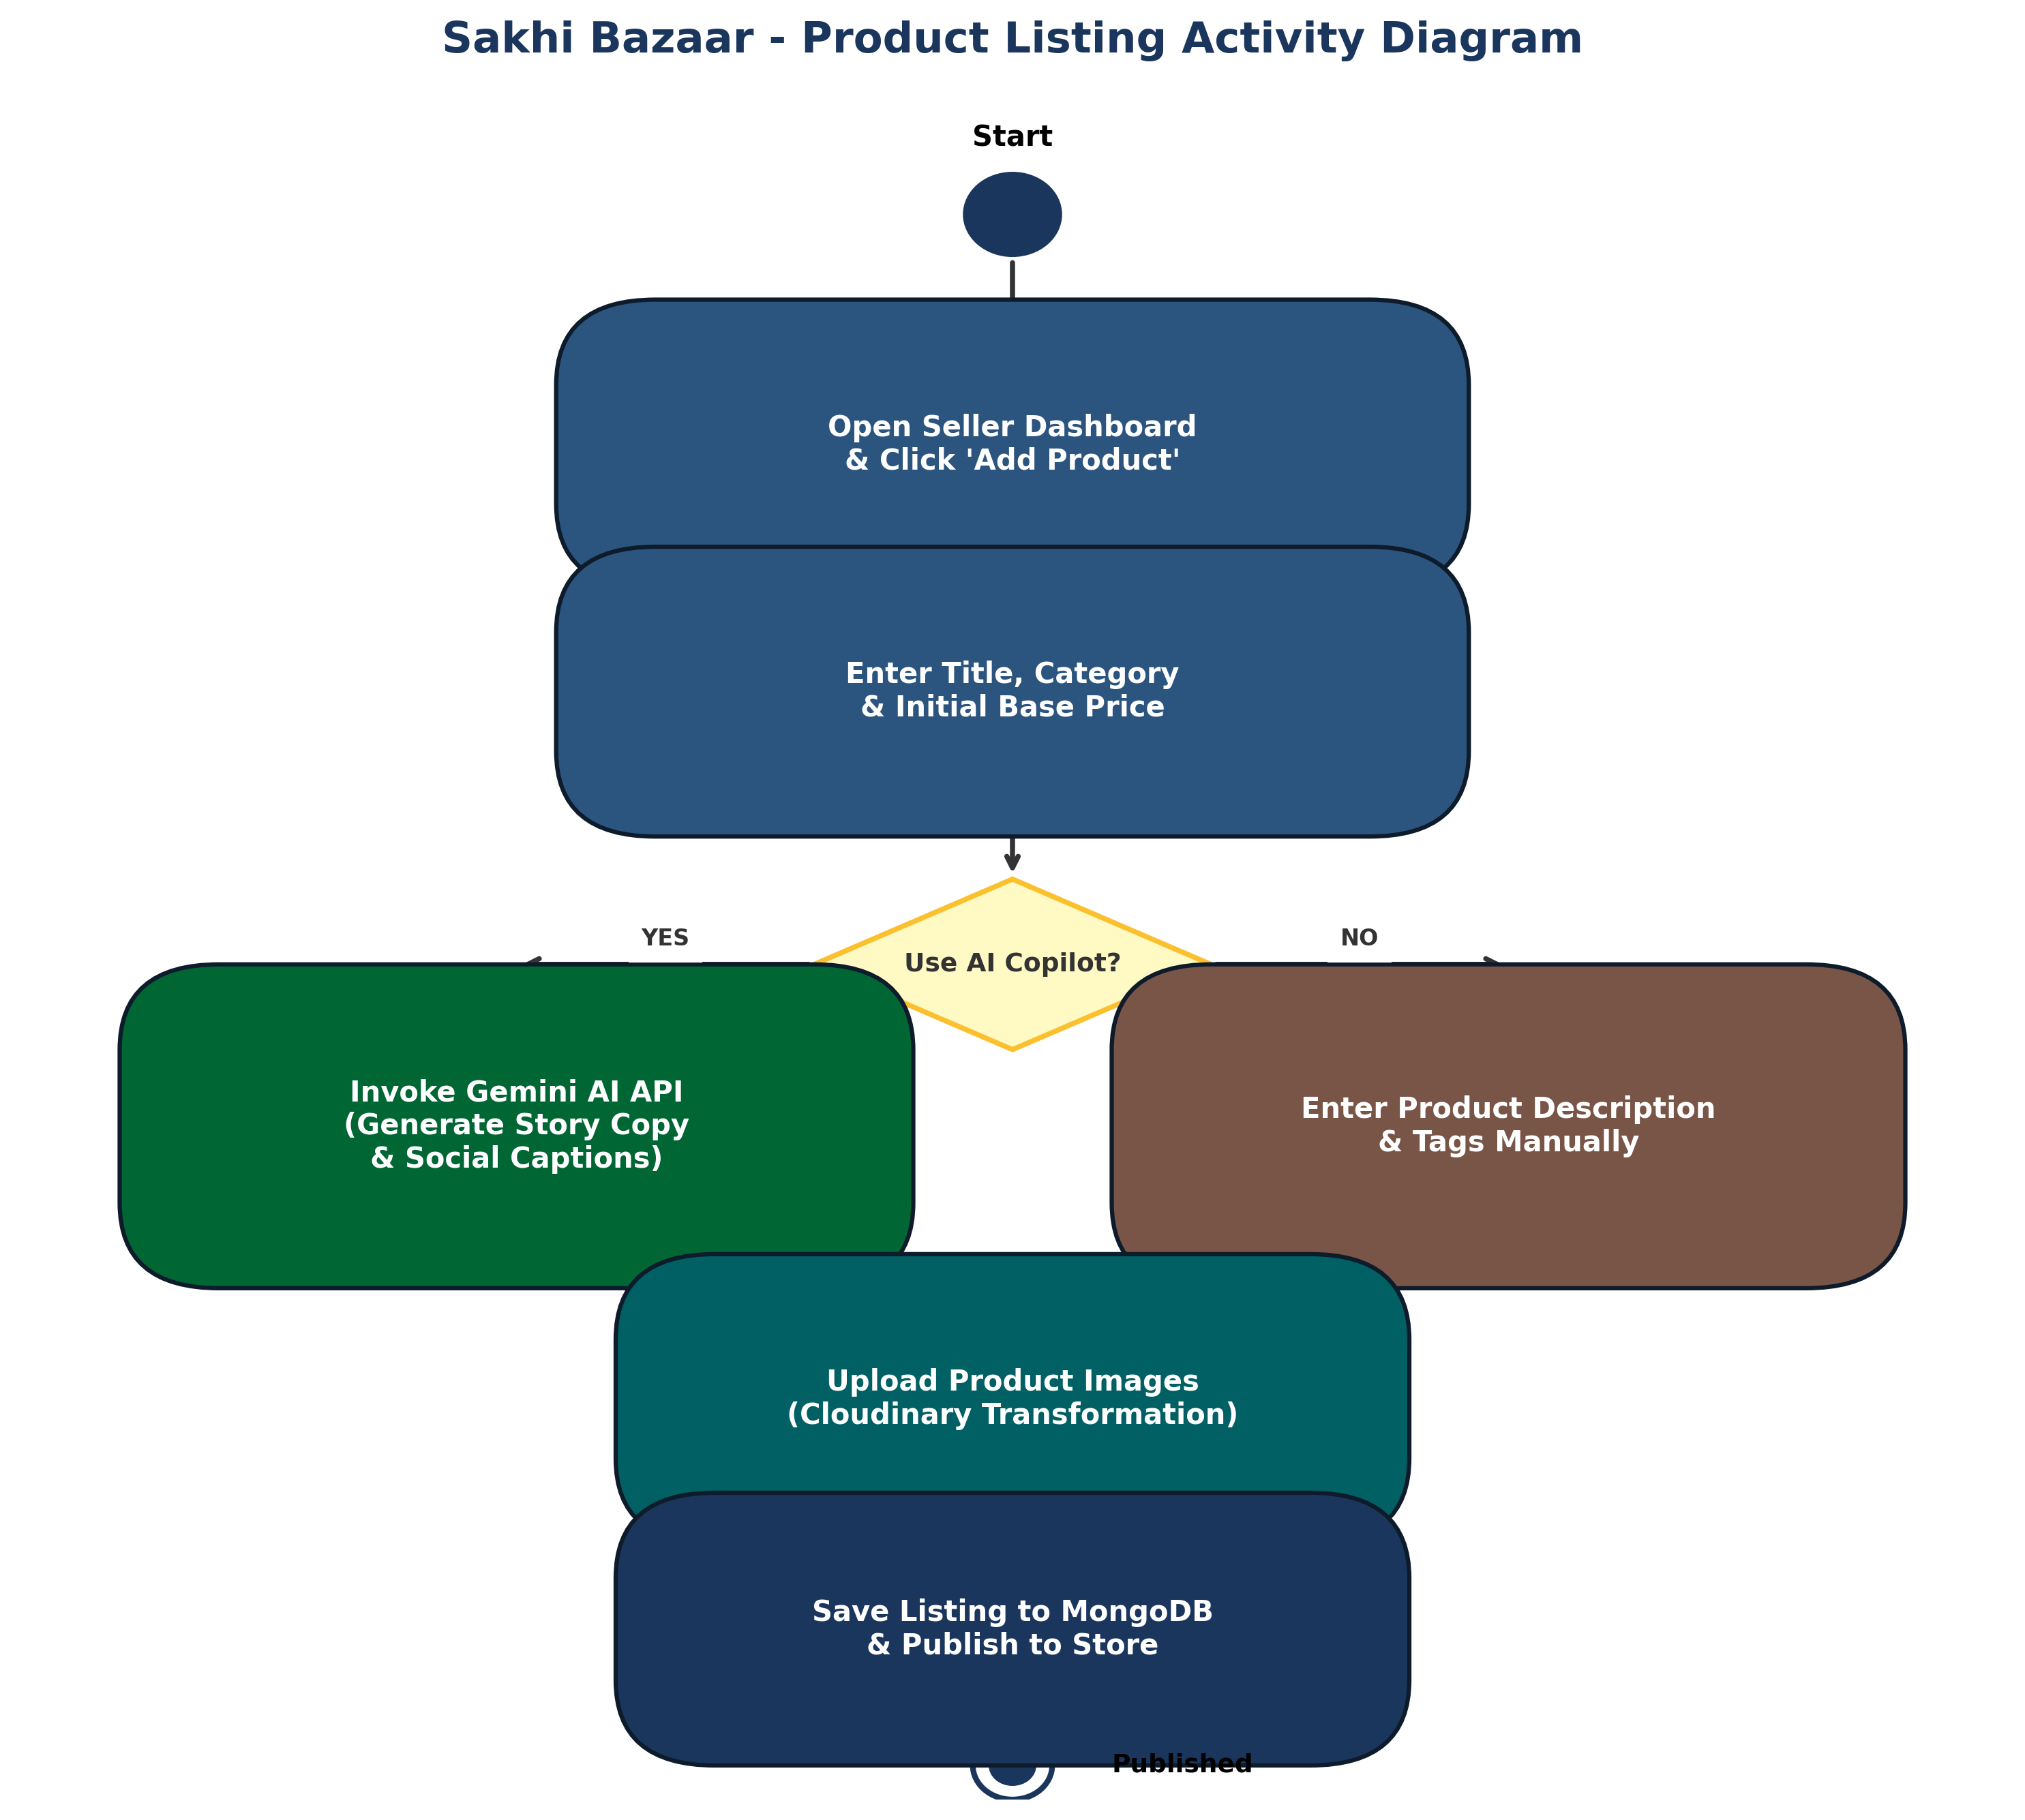 Sakhi Bazaar - Product Listing Activity Diagram
Start
Open Seller Dashboard
& Click 'Add Product'
Enter Title, Category
& Initial Base Price
YES
Use AI Copilot?
NO
Invoke Gemini AI API
(Generate Story Copy
& Social Captions)
Enter Product Description
& Tags Manually
Upload Product Images
(Cloudinary Transformation)
Save Listing to MongoDB
& Publish to Store
Published